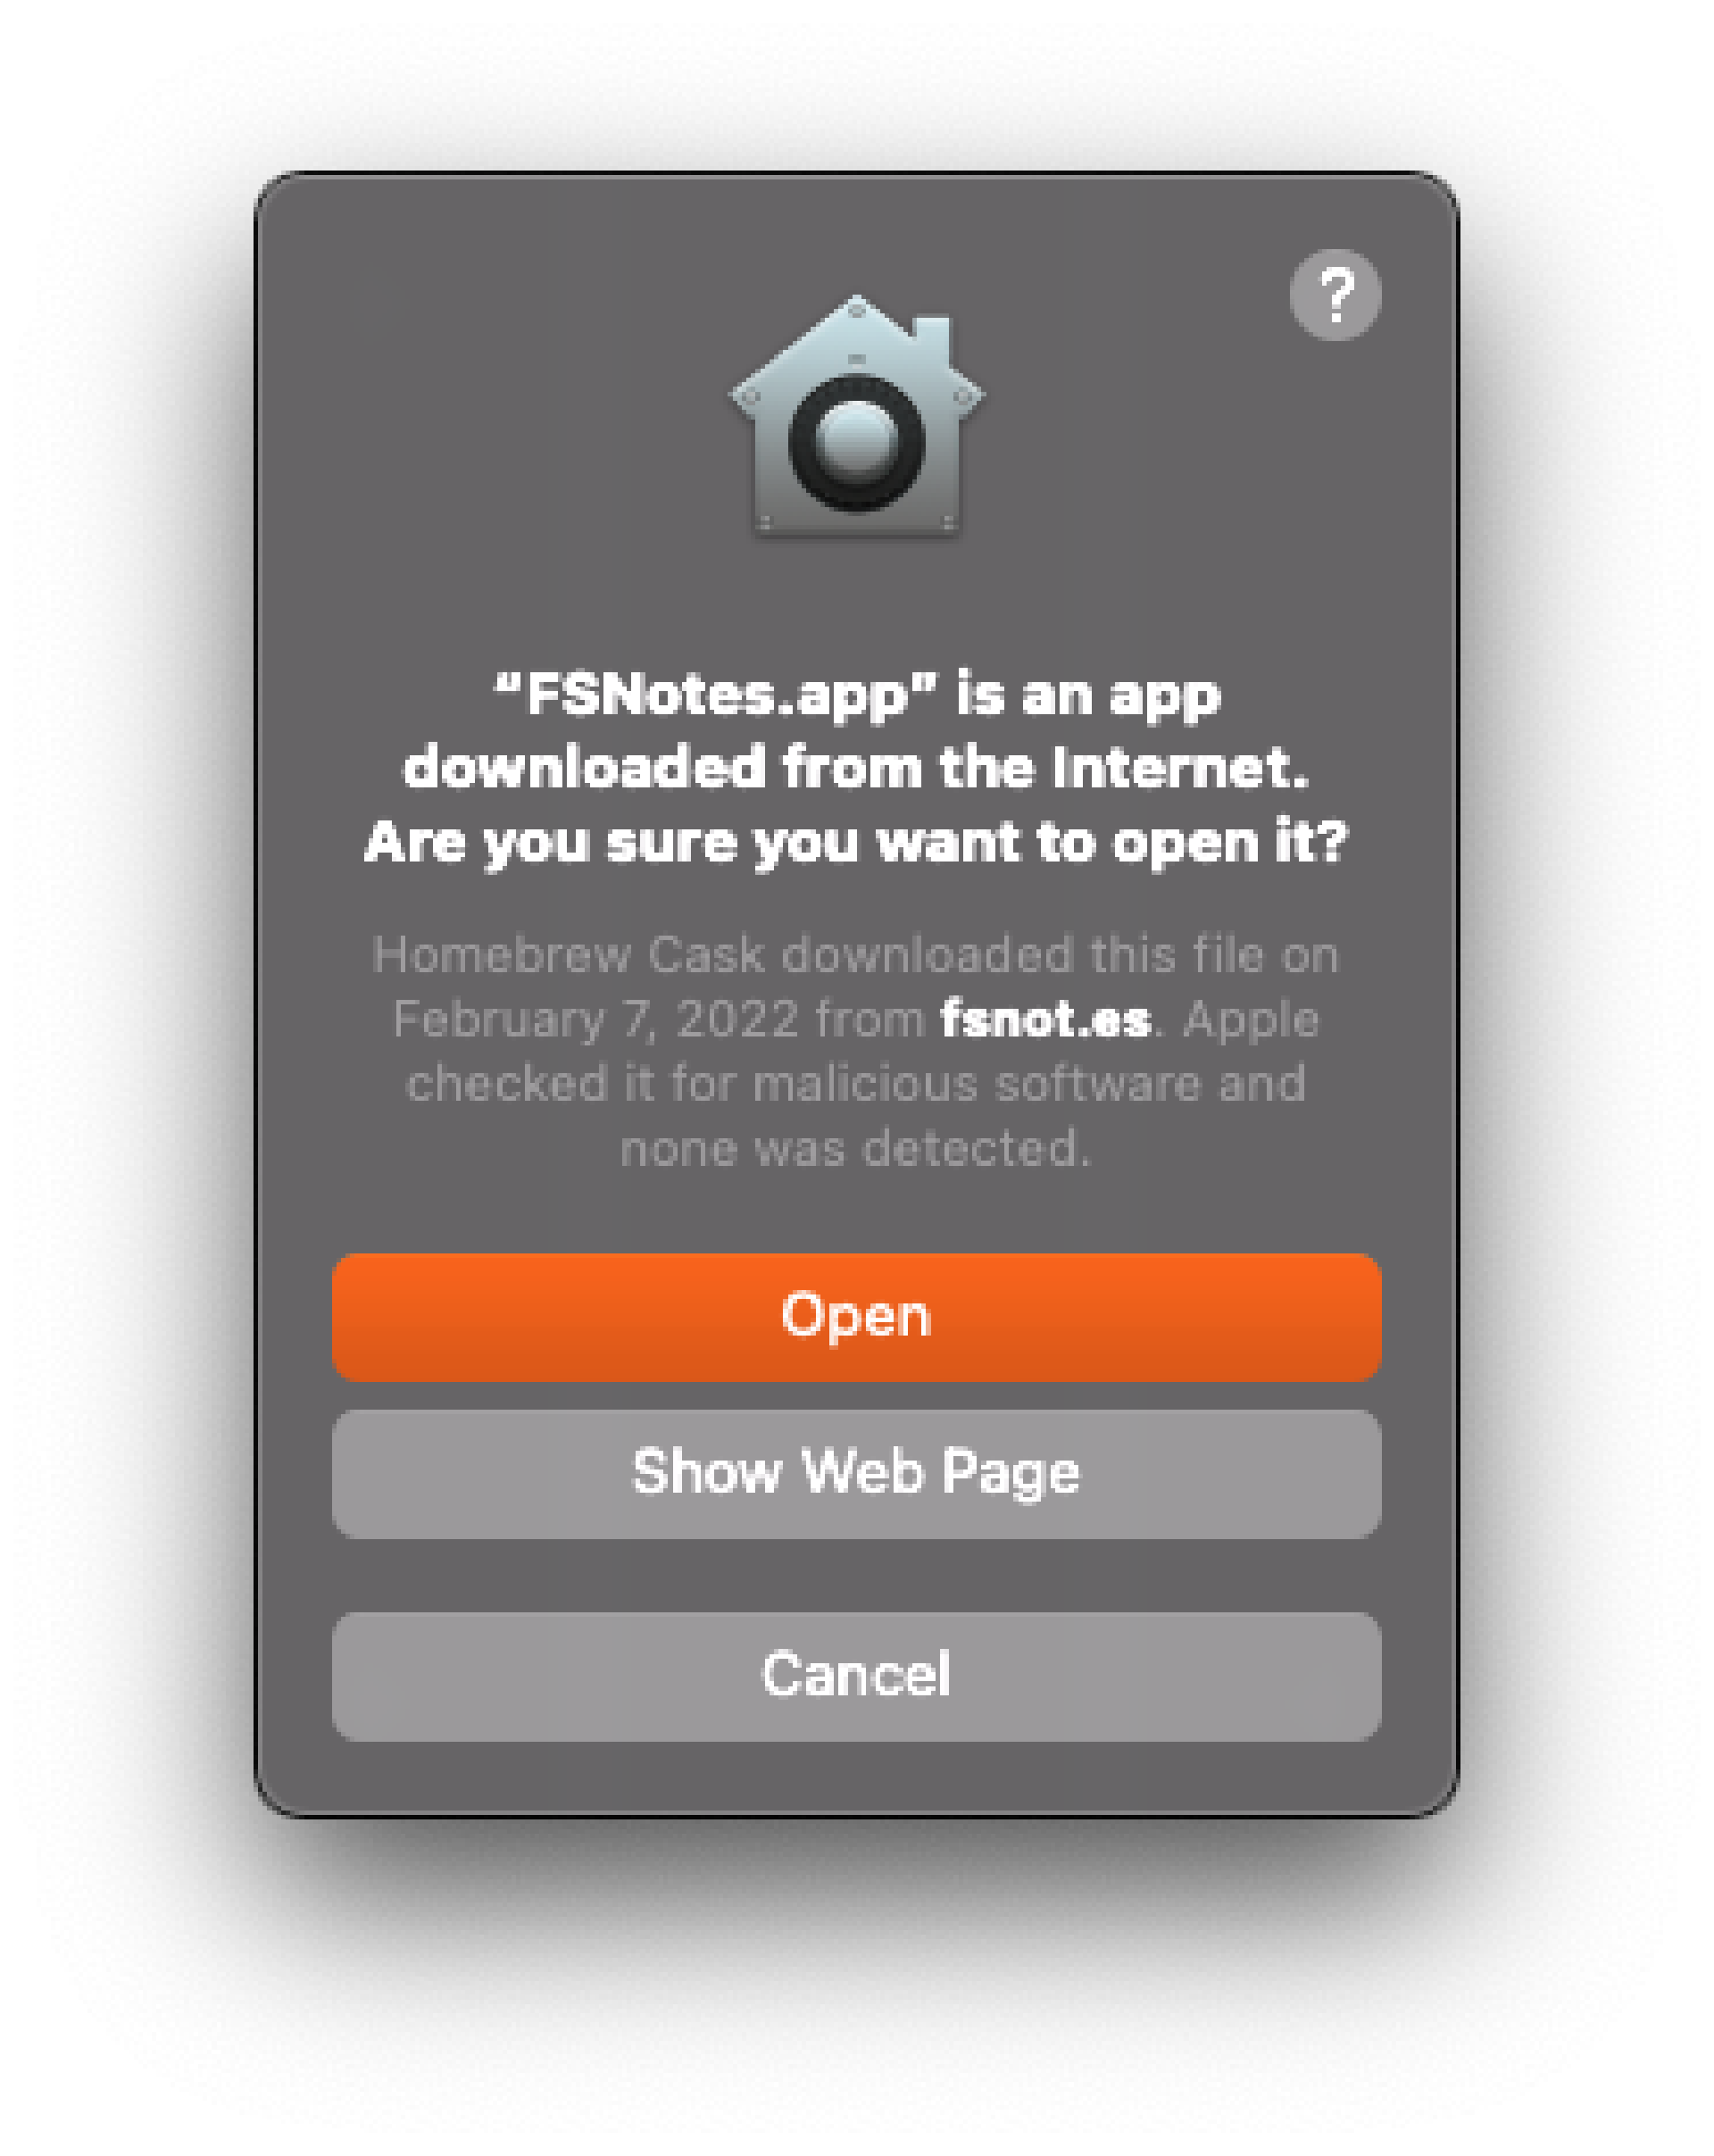 ?
“FSNotes.app” is an app
downloaded from the Internet.
Are you sure you want to open it?
Homebrew Cask downloaded this file on
February 7, 2022 from fsnot.es. Apple
checked it for malicious software and
none was detected.
Open
Show Web Page
Cancel